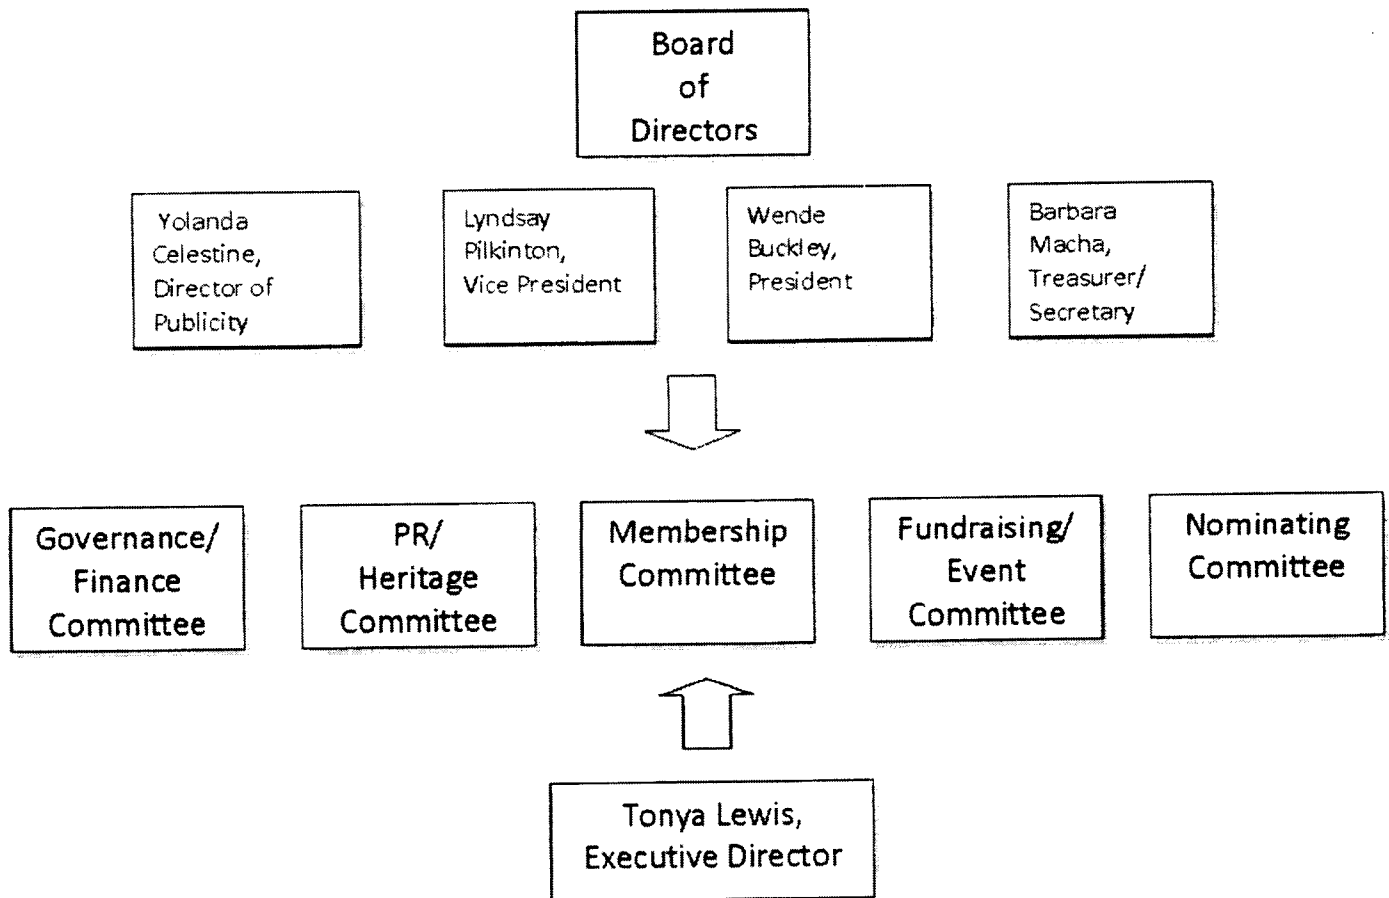 Board
of
Directors
Yolanda
Celestine,
Director of
Publicity
Lyndsay
Pilkinton,
Vice President
Wende
Buckley,
President
Barbara
Macha,
Treasurer/
Secretary
Governance/
Finance
Committee
PR/
Heritage
Committee
Membership
Committee
Fundraising/
Event
Committee
Nominating
Committee
Tonya Lewis,
Executive Director